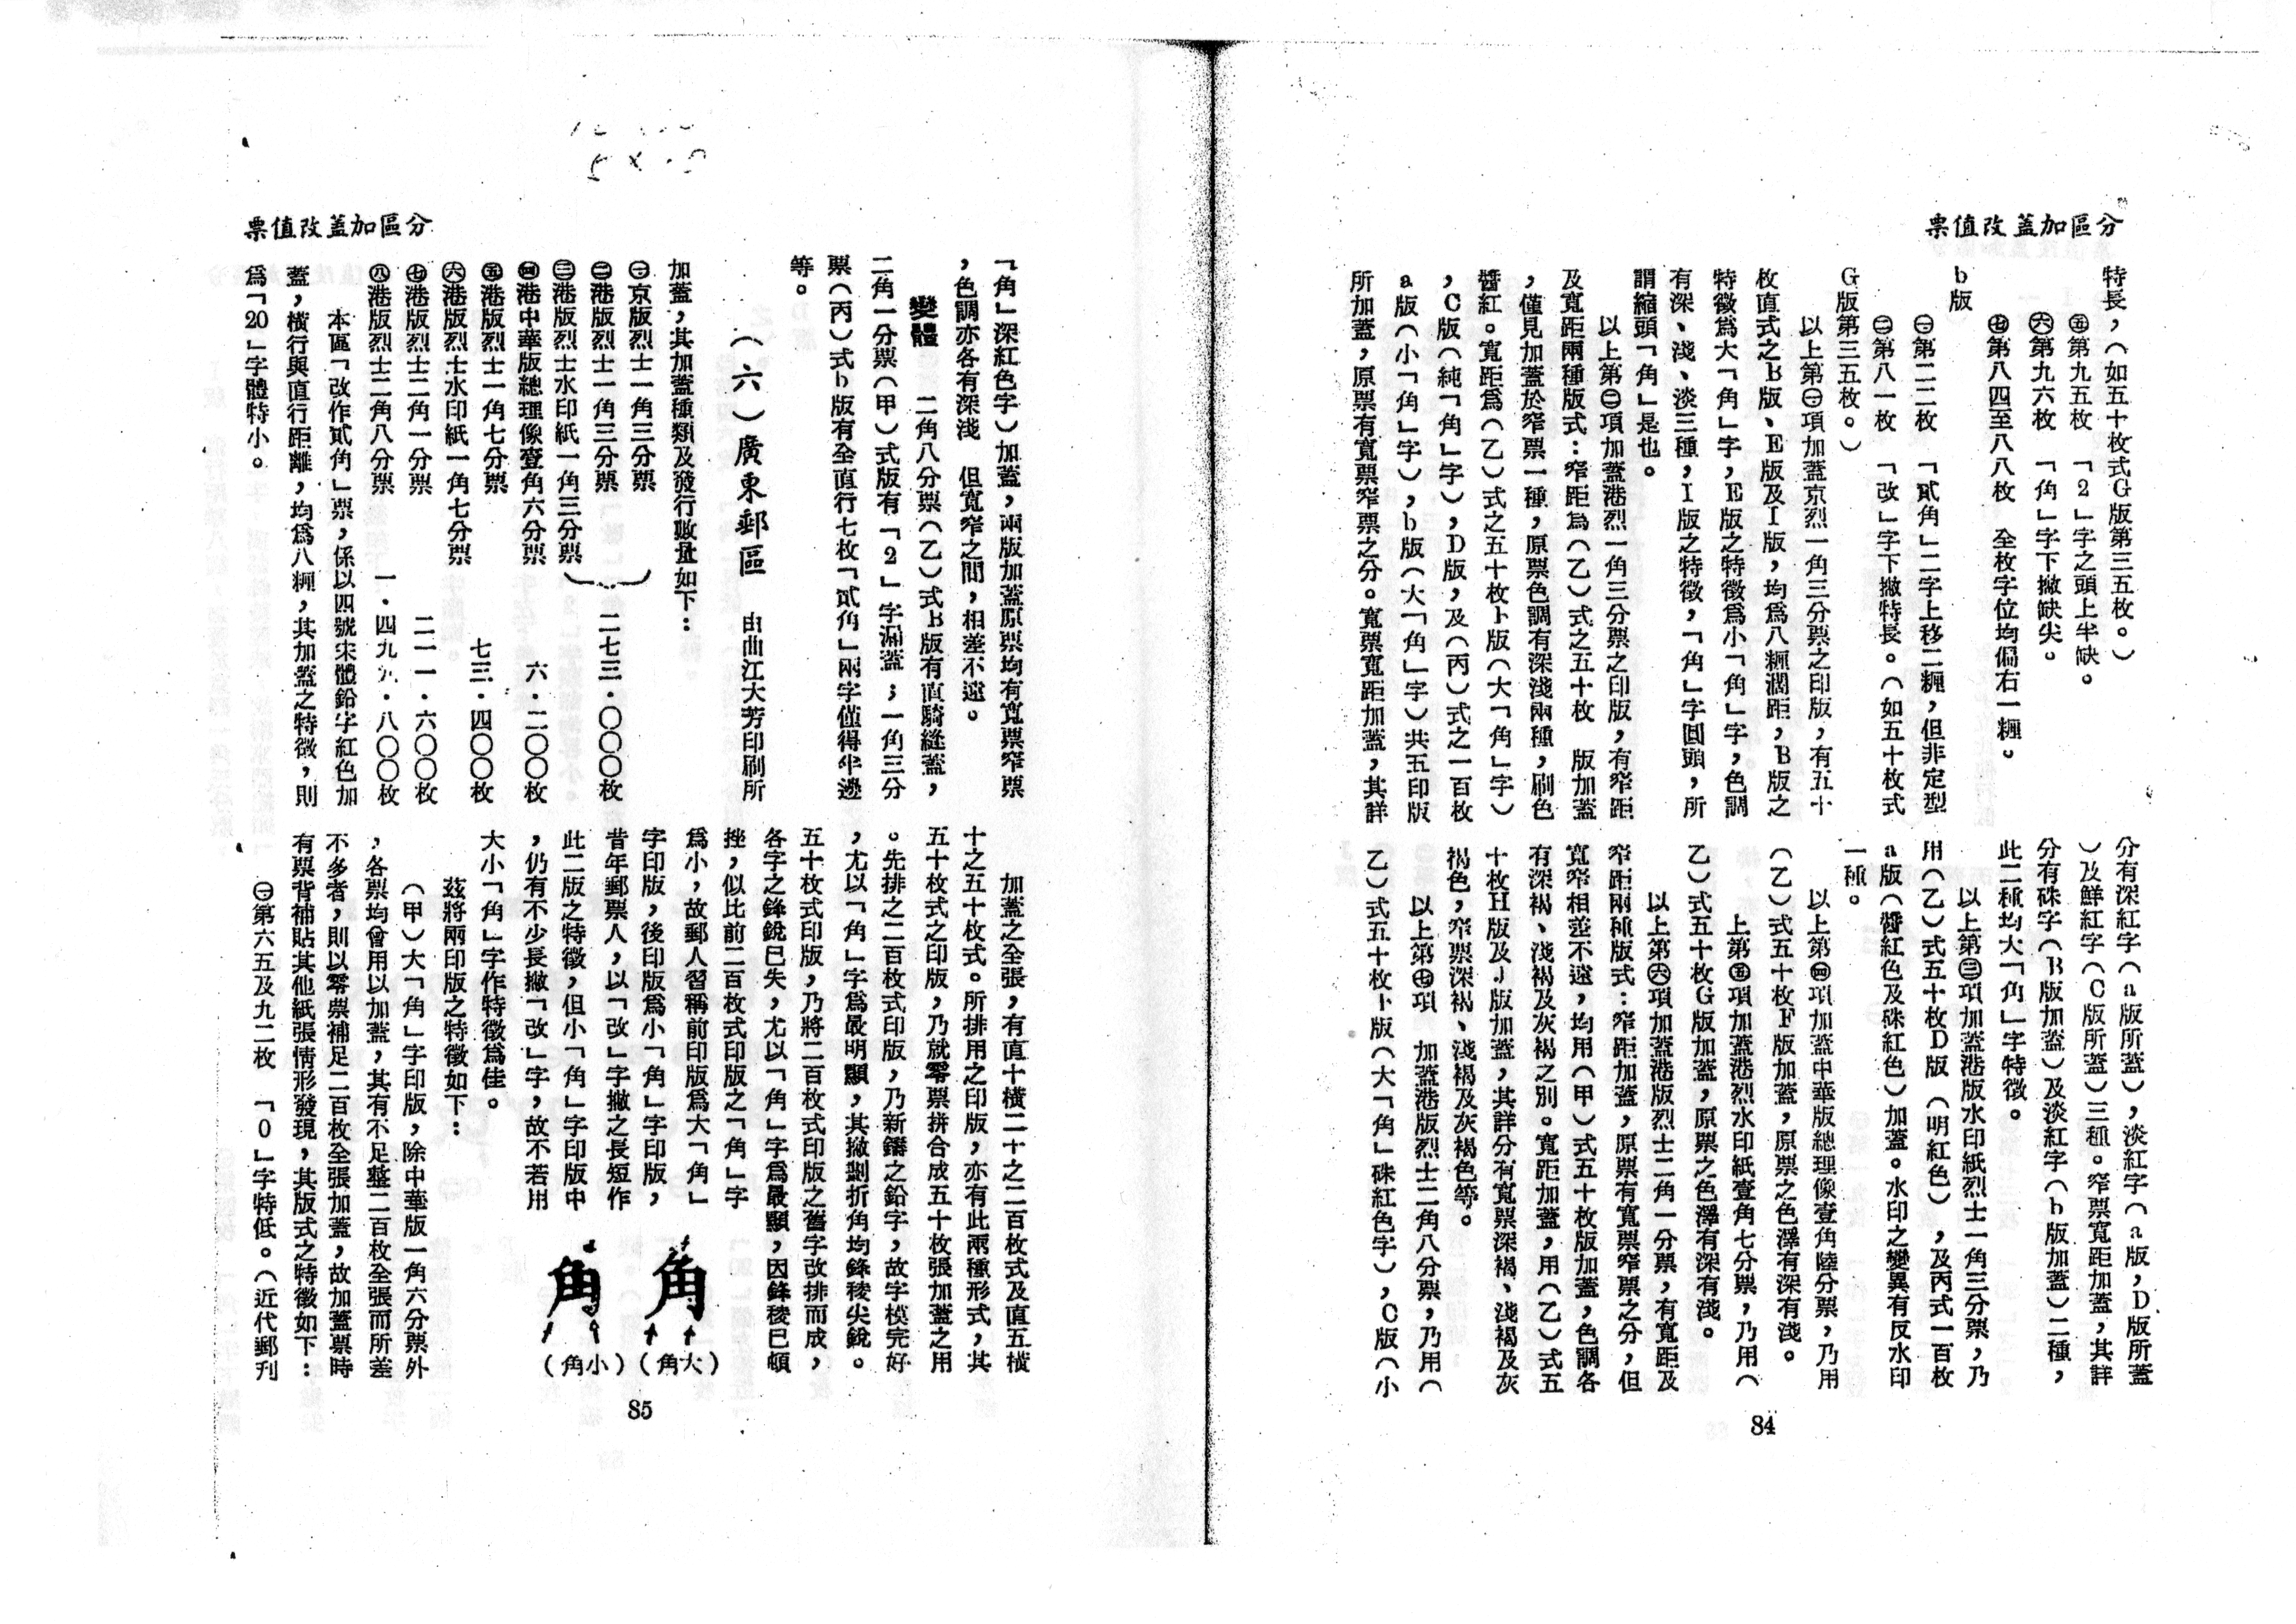 分區加蓋改值票
特長，（如五十枚式G版第三五枚。）
㊄第九五枚　「2」字之頭上半缺。
㊅第九六枚　「角」字下撇缺尖。
㊆第八四至八八枚　全枚字位均偏右一糎。
b版
㊀第二二枚　「貳角」二字上移二糎，但非定型
㊁第八一枚　「改」字下撇特長。（如五十枚式
G版第三五枚。）
以上第㊀項加蓋京烈一角三分票之印版，有五十
枚直式之B版、E版及I版，均爲八糎濶距，B版之
特徵爲大「角」字，E版之特徵爲小「角」字，色調
有深、淺、淡三種，I版之特徵，「角」字圓頭，所
謂縮頭「角」是也。
以上第㊁項加蓋港烈一角三分票之印版，有窄距
及寬距兩種版式：窄距爲（乙）式之五十枚　版加蓋
，僅見加蓋於窄票一種，原票色調有深淺兩種，刷色
醬紅。寬距爲（乙）式之五十枚卜版（大「角」字）
，C版（純「角」字），D版，及（丙）式之一百枚
a版（小「角」字），b版（大「角」字）共五印版
所加蓋，原票有寬票窄票之分。寬票寬距加蓋，其詳
分有深紅字（a版所蓋），淡紅字（a版，D版所蓋
）及鮮紅字（C版所蓋）三種。窄票寬距加蓋，其詳
分有硃字（B版加蓋）及淡紅字（b版加蓋）二種，
此二種均大「角」字特徵。
以上第㊂項加蓋港版水印紙烈士一角三分票，乃
用（乙）式五十枚D版（明紅色），及丙式一百枚
a版（醬紅色及硃紅色）加蓋。水印之變異有反水印
一種。
以上第㊃項加蓋中華版總理像壹角陸分票，乃用
（乙）式五十枚F版加蓋，原票之色澤有深有淺。
上第㊄項加蓋港烈水印紙壹角七分票，乃用（
乙）式五十枚G版加蓋，原票之色澤有深有淺。
以上第㊅項加蓋港版烈士二角一分票，有寬距及
窄距兩種版式：窄距加蓋，原票有寬票窄票之分，但
寬窄相差不遠，均用（甲）式五十枚版加蓋，色調各
有深褐、淺褐及灰褐之別。寬距加蓋，用（乙）式五
十枚H版及J版加蓋，其詳分有寬票深褐、淺褐及灰
褐色，窄票深褐、淺褐及灰褐色等。
以上第㊆項　加蓋港版烈士二角八分票，乃用（
乙）式五十枚卜版（大「角」硃紅色字），C版（小
84
分區加蓋改值票
「角」深紅色字）加蓋，兩版加蓋原票均有寬票窄票
，色調亦各有深淺　但寬窄之間，相差不遠。
變體　二角八分票（乙）式B版有直騎縫蓋，
二角一分票（甲）式版有「2」字漏蓋；一角三分
票（丙）式b版有全直行七枚「貳角」兩字僅得半邊
等。
（六）廣東郵區　由曲江大芳印刷所
加蓋，其加蓋種類及發行數量如下：
㊀京版烈士一角三分票
㊁港版烈士一角三分票　二七三・〇〇〇枚
㊂港版烈士水印紙一角三分票
㊃港中華版總理像壹角六分票　六・二〇〇枚
㊄港版烈士一角七分票
㊅港版烈士水印紙一角七分票　七三・四〇〇枚
㊆港版烈士二角一分票　二一一・六〇〇枚
㊇港版烈士二角八分票　一・四九九・八〇〇枚
本區「改作貳角」票，係以四號宋體鉛字紅色加
蓋，橫行與直行距離，均爲八糎，其加蓋之特徵，則
爲「20」字體特小。
加蓋之全張，有直十橫二十之二百枚式及直五橫
十之五十枚式。所排用之印版，亦有此兩種形式，其
五十枚式之印版，乃就零票拼合成五十枚張加蓋之用
。先排之二百枚式印版，乃新鑄之鉛字，故字模完好
，尤以「角」字爲最明顯，其撇劃折角均鋒稜尖銳。
五十枚式印版，乃將二百枚式印版之舊字改排而成，
各字之鋒銳已失，尤以「角」字爲最顯，因鋒稜已頓
挫，似比前二百枚式印版之「角」字
爲小，故郵人習稱前印版爲大「角」
字印版，後印版爲小「角」字印版，
昔年郵票人，以「改」字撇之長短作
此二版之特徵，但小「角」字印版中
，仍有不少長撇「改」字，故不若用
大小「角」字作特徵爲佳。
角
（大角）
角
（小角）
茲將兩印版之特徵如下：
（甲）大「角」字印版，除中華版一角六分票外
，各票均曾用以加蓋，其有不足整二百枚全張而所差
不多者，則以零票補足二百枚全張加蓋，故加蓋票時
有票背補貼其他紙張情形發現，其版式之特徵如下：
㊀第六五及九二枚　「0」字特低。（近代郵刊
85